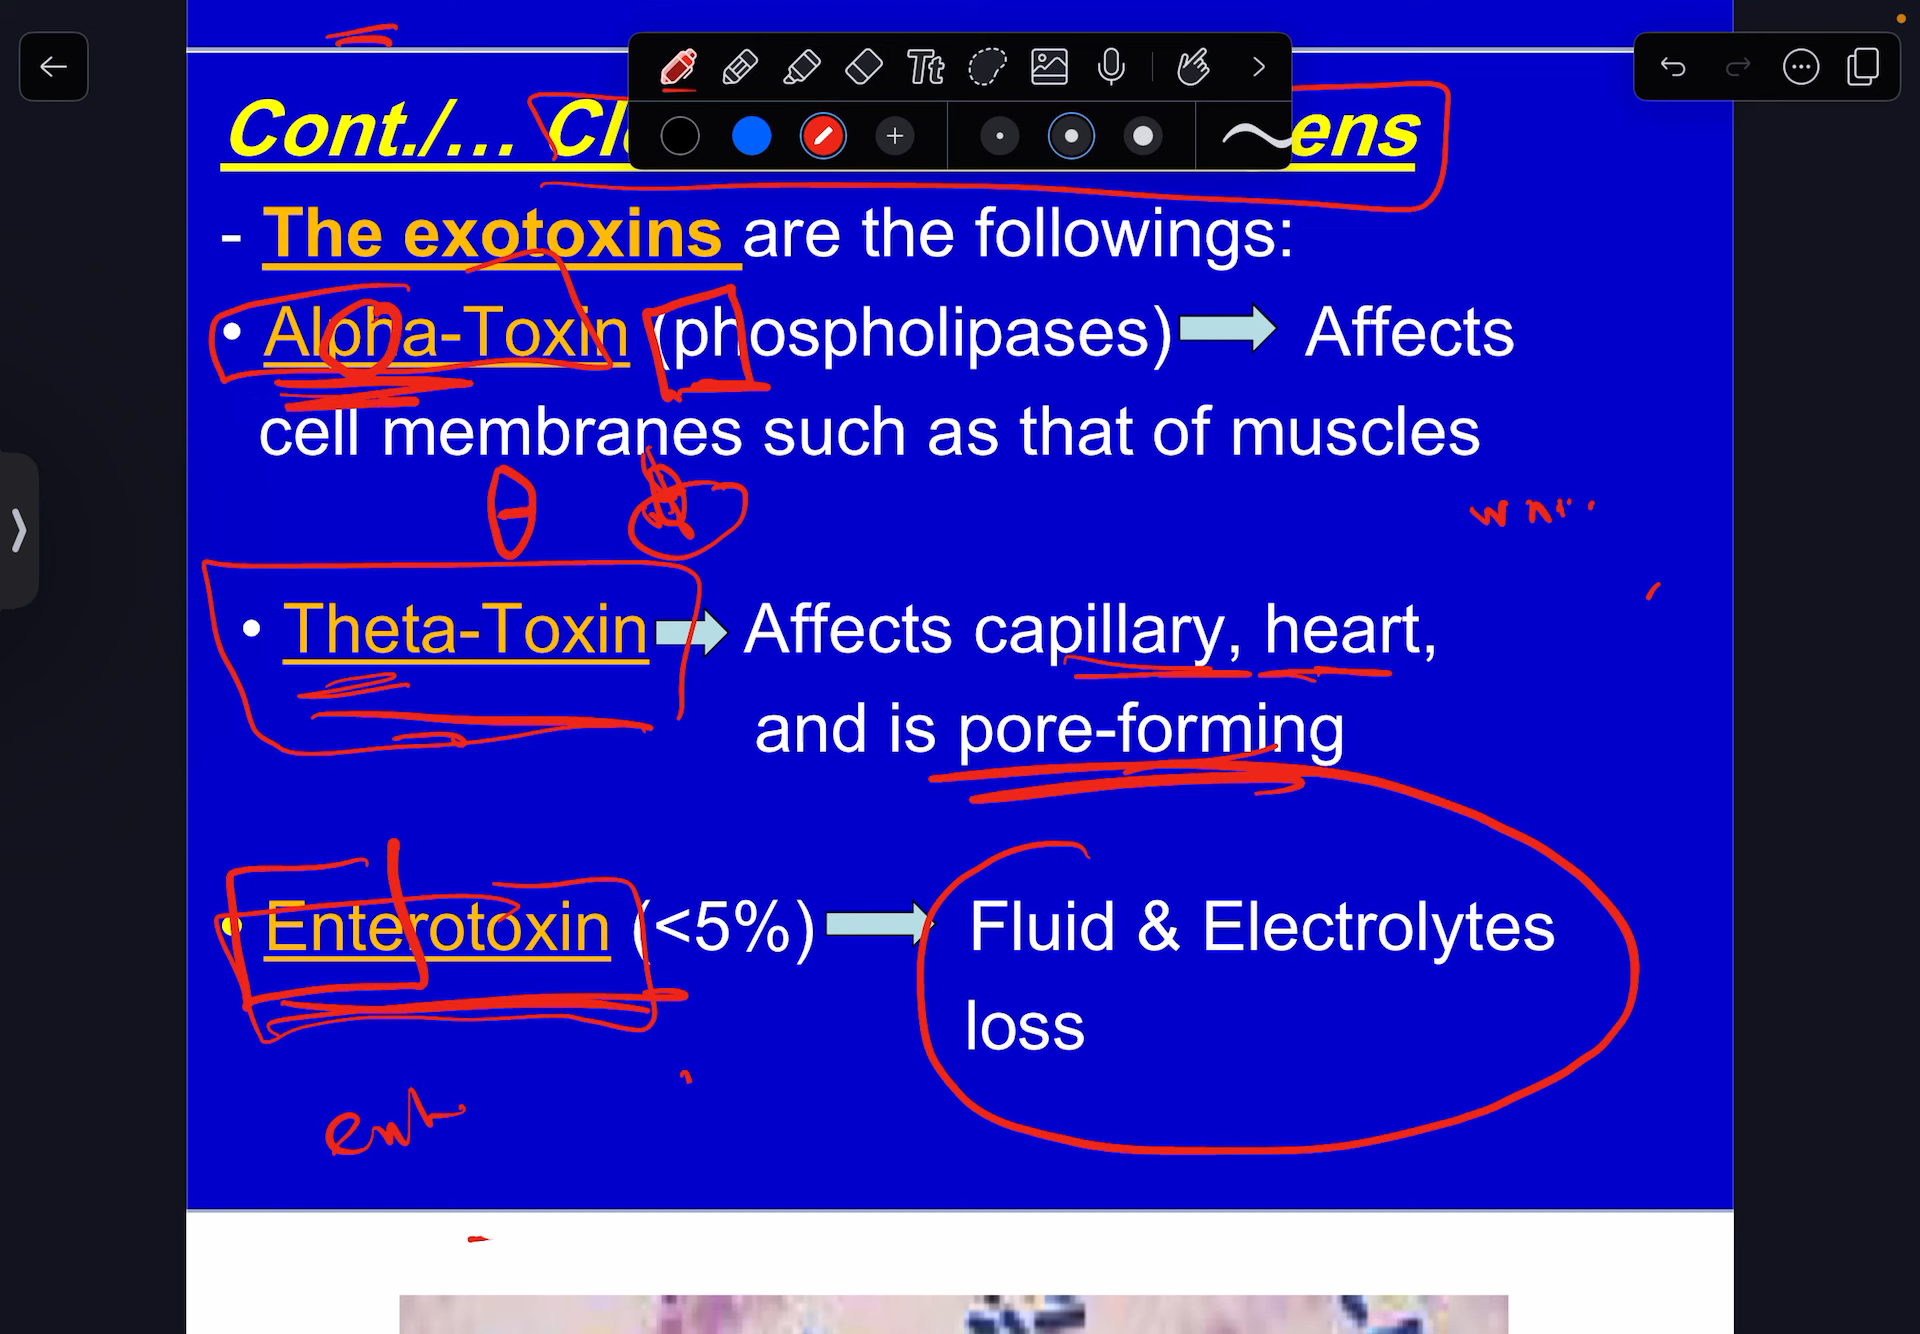 Cont./... Cl ens
- The exotoxins are the followings:
• Alpha-Toxin (phospholipases) Affects
cell membranes such as that of muscles
θ
• Theta-Toxin Affects capillary, heart,
and is pore-forming
• Enterotoxin (<5%) Fluid & Electrolytes
loss
Tt